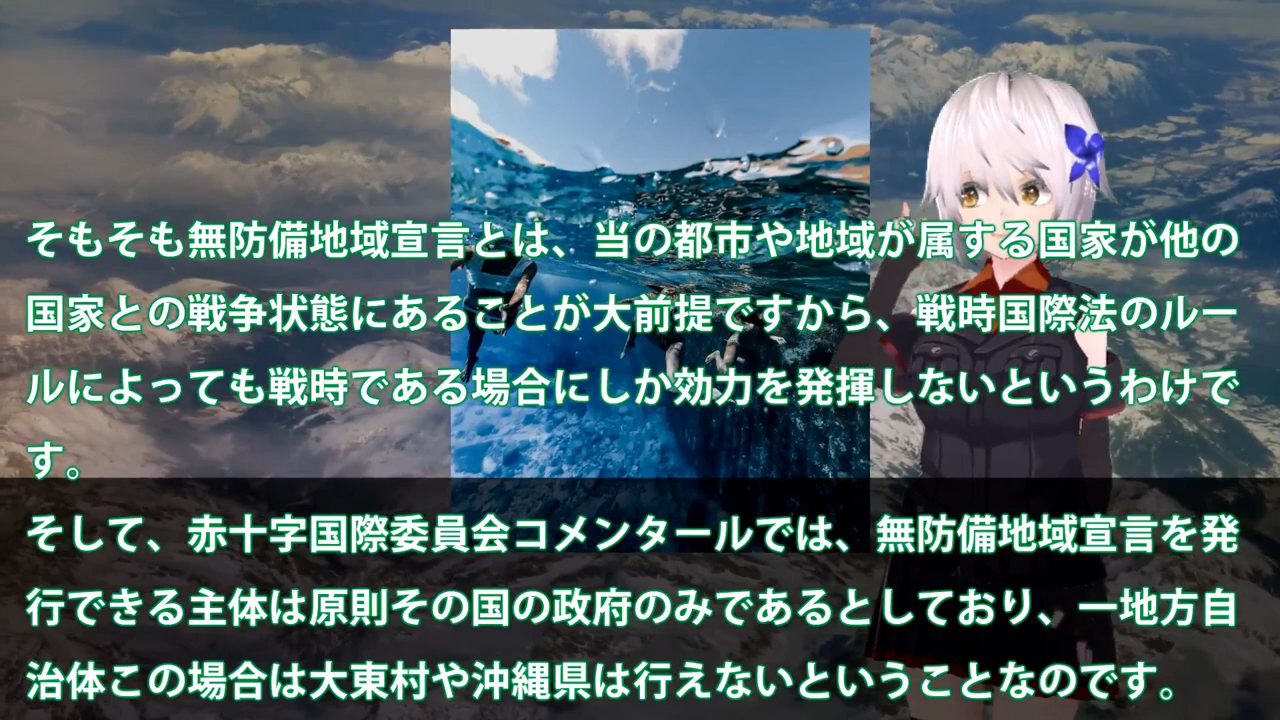 そもそも無防備地域宣言とは、当の都市や地域が属する国家が他の
国家との戦争状態にあることが大前提ですから、戦時国際法のルー
ルによっても戦時である場合にしか効力を発揮しないというわけで
す。
そして、赤十字国際委員会コメンタールでは、無防備地域宣言を発
行できる主体は原則その国の政府のみであるとしており、一地方自
治体この場合は大東村や沖縄県は行えないということなのです。